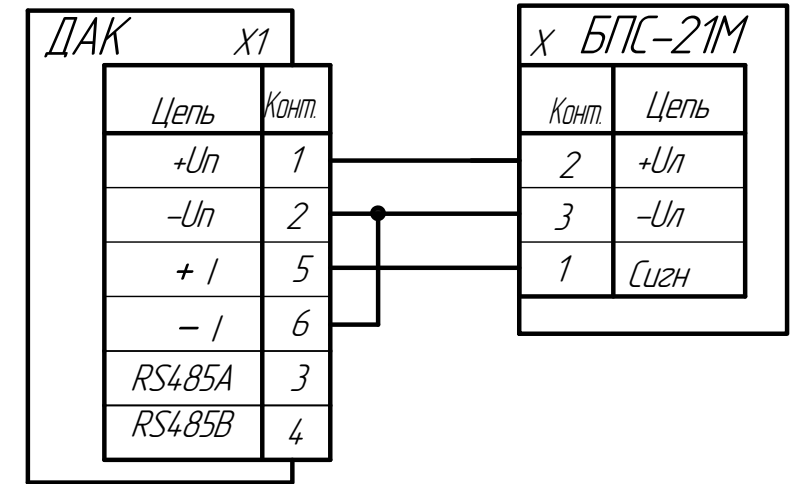 ДАК X1
Цепь Конт.
+Uп 1
-Uп 2
+ I 5
- I 6
RS485A 3
RS485B 4
X БПС-21М
Конт. Цепь
2 +Uл
3 -Uл
1 Сигн